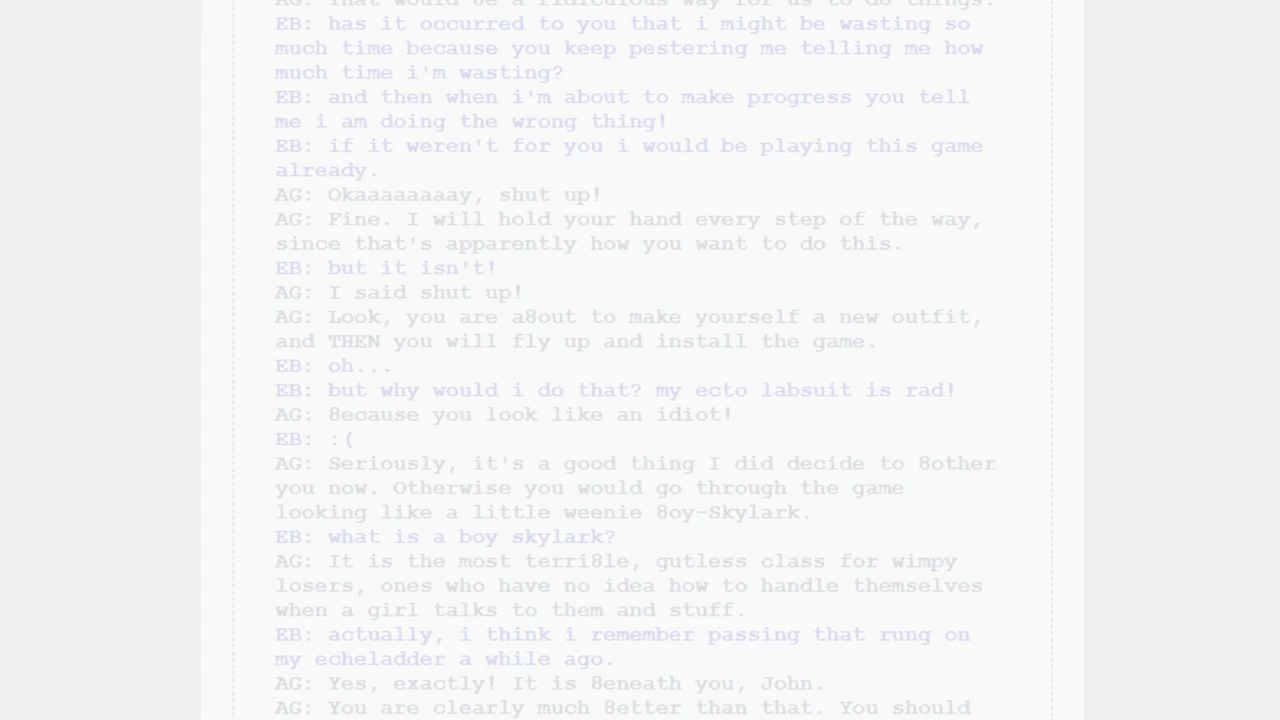 AG: That would 8e a ridiculous way for us to do things.
EB: has it occurred to you that i might be wasting so
much time because you keep pestering me telling me how
much time i'm wasting?
EB: and then when i'm about to make progress you tell
me i am doing the wrong thing!
EB: if it weren't for you i would be playing this game
already.
AG: Okaaaaaaaay, shut up!
AG: Fine. I will hold your hand every step of the way,
since that's apparently how you want to do this.
EB: but it isn't!
AG: I said shut up!
AG: Look, you are a8out to make yourself a new outfit,
and THEN you will fly up and install the game.
EB: oh...
EB: but why would i do that? my ecto labsuit is rad!
AG: 8ecause you look like an idiot!
EB: :(
AG: Seriously, it's a good thing I did decide to 8other
you now. Otherwise you would go through the game
looking like a little weenie 8oy-Skylark.
EB: what is a boy skylark?
AG: It is the most terri8le, gutless class for wimpy
losers, ones who have no idea how to handle themselves
when a girl talks to them and stuff.
EB: actually, i think i remember passing that rung on
my echeladder a while ago.
AG: Yes, exactly! It is 8eneath you, John.
AG: You are clearly much 8etter than that. You should